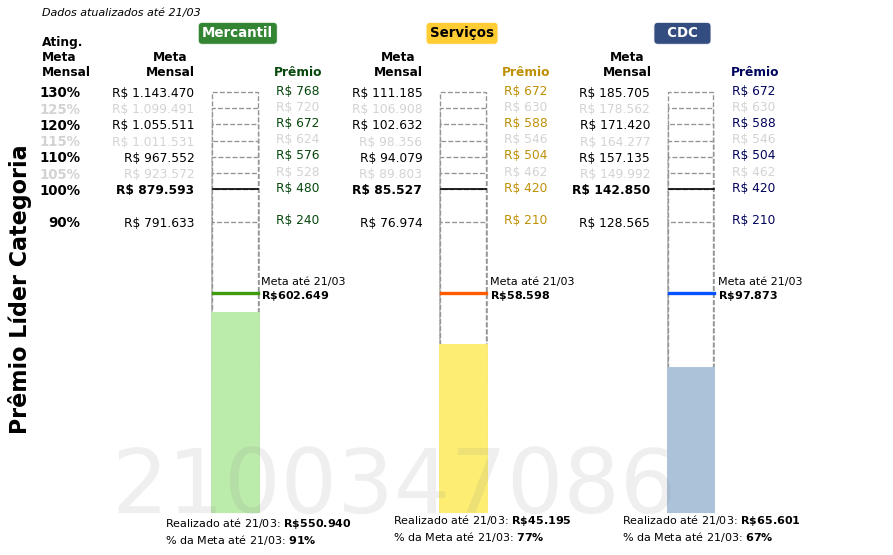 Dados atualizados até 21/03
Mercantil Serviços CDC
Ating.
Meta Meta Meta Meta
Mensal Mensal Prêmio Mensal Prêmio Mensal Prêmio
130% R$ 1.143.470 R$ 768 R$ 111.185 R$ 672 R$ 185.705 R$ 672
125% R$ 1.099.491 R$ 720 R$ 106.908 R$ 630 R$ 178.562 R$ 630
120% R$ 1.055.511 R$ 672 R$ 102.632 R$ 588 R$ 171.420 R$ 588
115% R$ 1.011.531 R$ 624 R$ 98.356 R$ 546 R$ 164.277 R$ 546
110% R$ 967.552 R$ 576 R$ 94.079 R$ 504 R$ 157.135 R$ 504
105% R$ 923.572 R$ 528 R$ 89.803 R$ 462 R$ 149.992 R$ 462
100% R$ 879.593 R$ 480 R$ 85.527 R$ 420 R$ 142.850 R$ 420
90% R$ 791.633 R$ 240 R$ 76.974 R$ 210 R$ 128.565 R$ 210
Meta até 21/03 Meta até 21/03 Meta até 21/03
R$602.649 R$58.598 R$97.873
Prêmio Líder Categoria
2100347086
Realizado até 21/03: R$550.940 Realizado até 21/03: R$45.195 Realizado até 21/03: R$65.601
% da Meta até 21/03: 91% % da Meta até 21/03: 77% % da Meta até 21/03: 67%